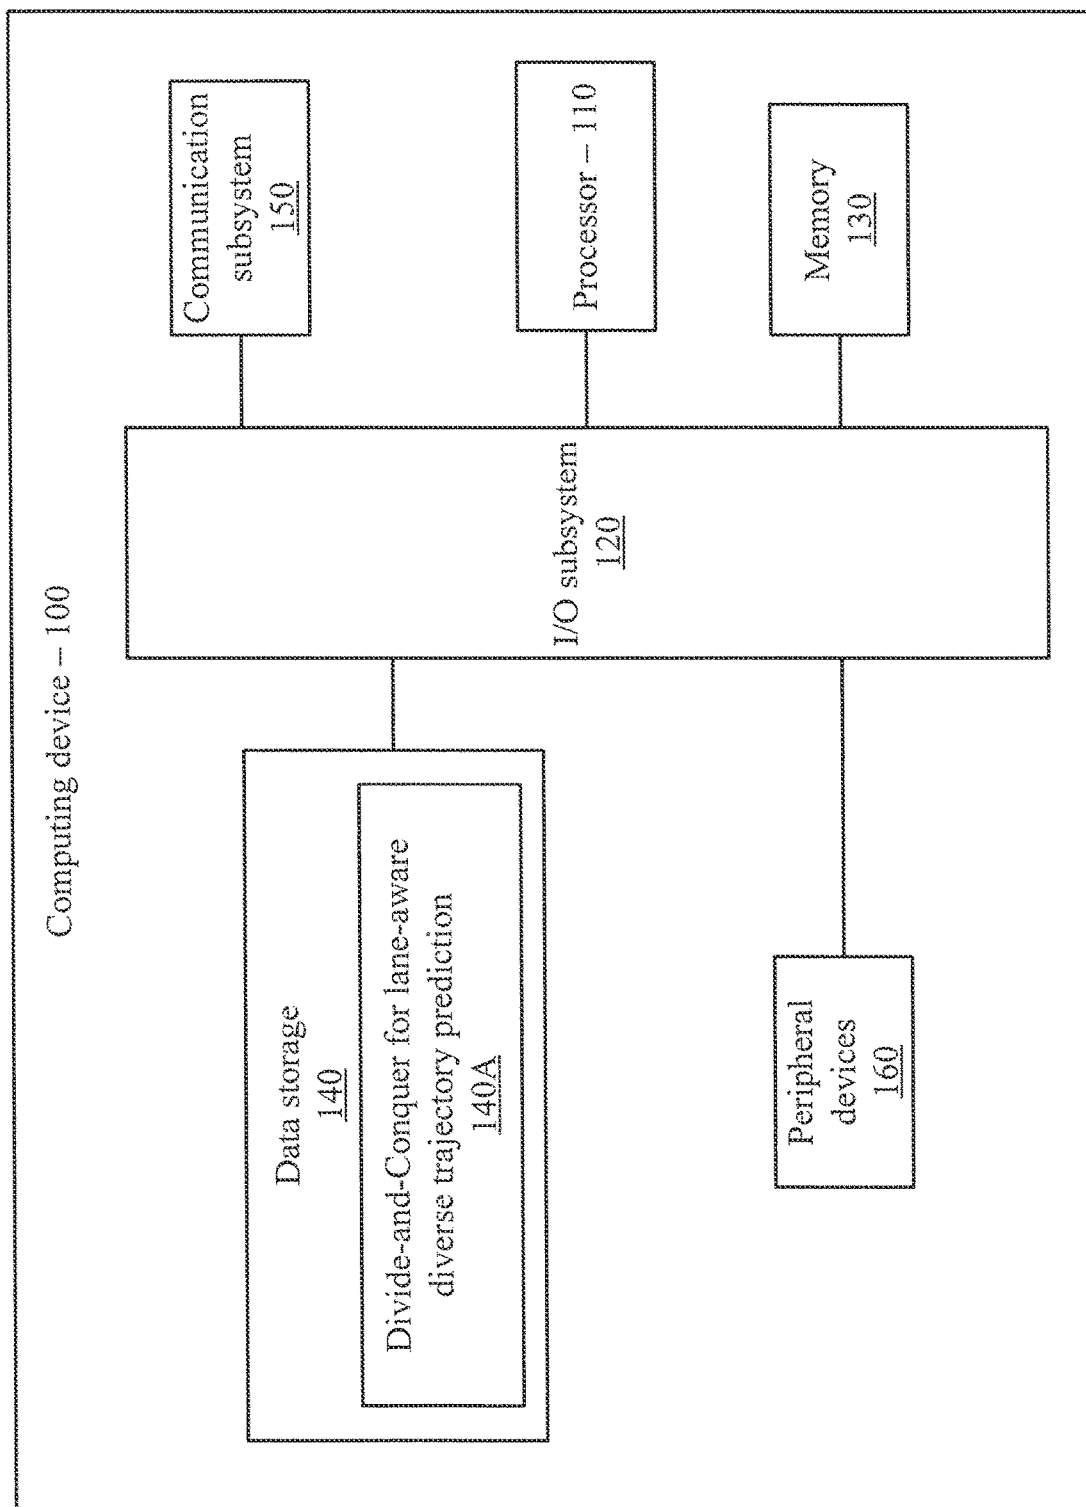 Computing device – 100
Data storage
140
Divide-and-Conquer for lane-aware
diverse trajectory prediction
140A
I/O subsystem
120
Communication
subsystem
150
Processor – 110
Memory
130
Peripheral
devices
160